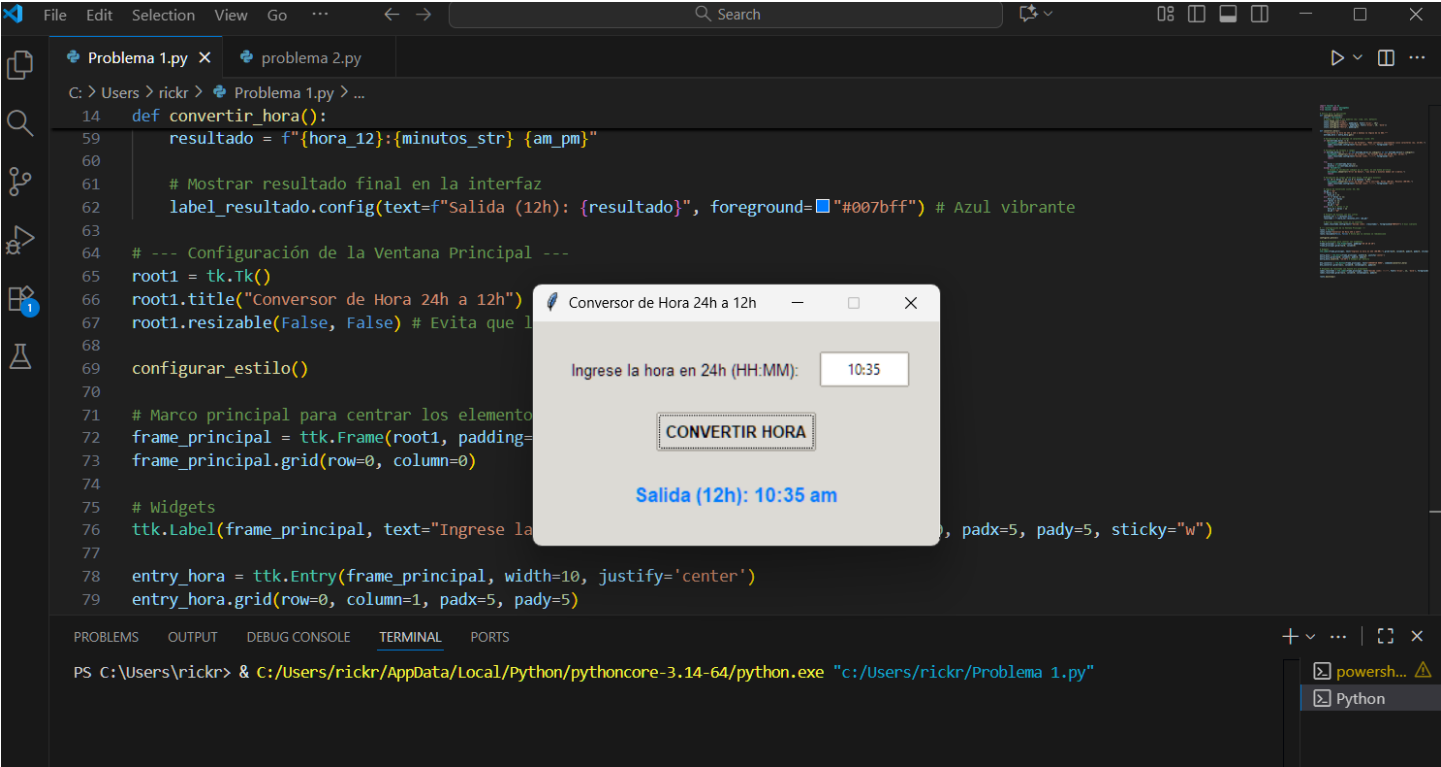 File Edit Selection View Go ··· Search
Problem 1.py problema 2.py
C: > Users > rickr > Problema 1.py > ...
14 def convertir_hora():
59 resultado = f"{hora_12}:{minutos_str} {am_pm}"
60
61 # Mostrar resultado final en la interfaz
62 label_resultado.config(text=f"Salida (12h): {resultado}", foreground="#007bff") # Azul vibrante
63
64 # --- Configuración de la Ventana Principal ---
65 root1 = tk.Tk()
66 root1.title("Conversor de Hora 24h a 12h")
67 root1.resizable(False, False) # Evita que l
68
69 configurar_estilo()
70
71 # Marco principal para centrar los elemento
72 frame_principal = ttk.Frame(root1, padding=
73 frame_principal.grid(row=0, column=0)
74
75 # Widgets
76 ttk.Label(frame_principal, text="Ingrese la , padx=5, pady=5, sticky="w")
77
78 entry_hora = ttk.Entry(frame_principal, width=10, justify='center')
79 entry_hora.grid(row=0, column=1, padx=5, pady=5)
Conversor de Hora 24h a 12h
Ingrese la hora en 24h (HH:MM): 10:35
CONVERTIR HORA
Salida (12h): 10:35 am
1
PROBLEMS OUTPUT DEBUG CONSOLE TERMINAL PORTS
PS C:\Users\rickr> & C:/Users/rickr/AppData/Local/Python/pythoncore-3.14-64/python.exe "c:/Users/rickr/Problema 1.py"
powersh...
Python